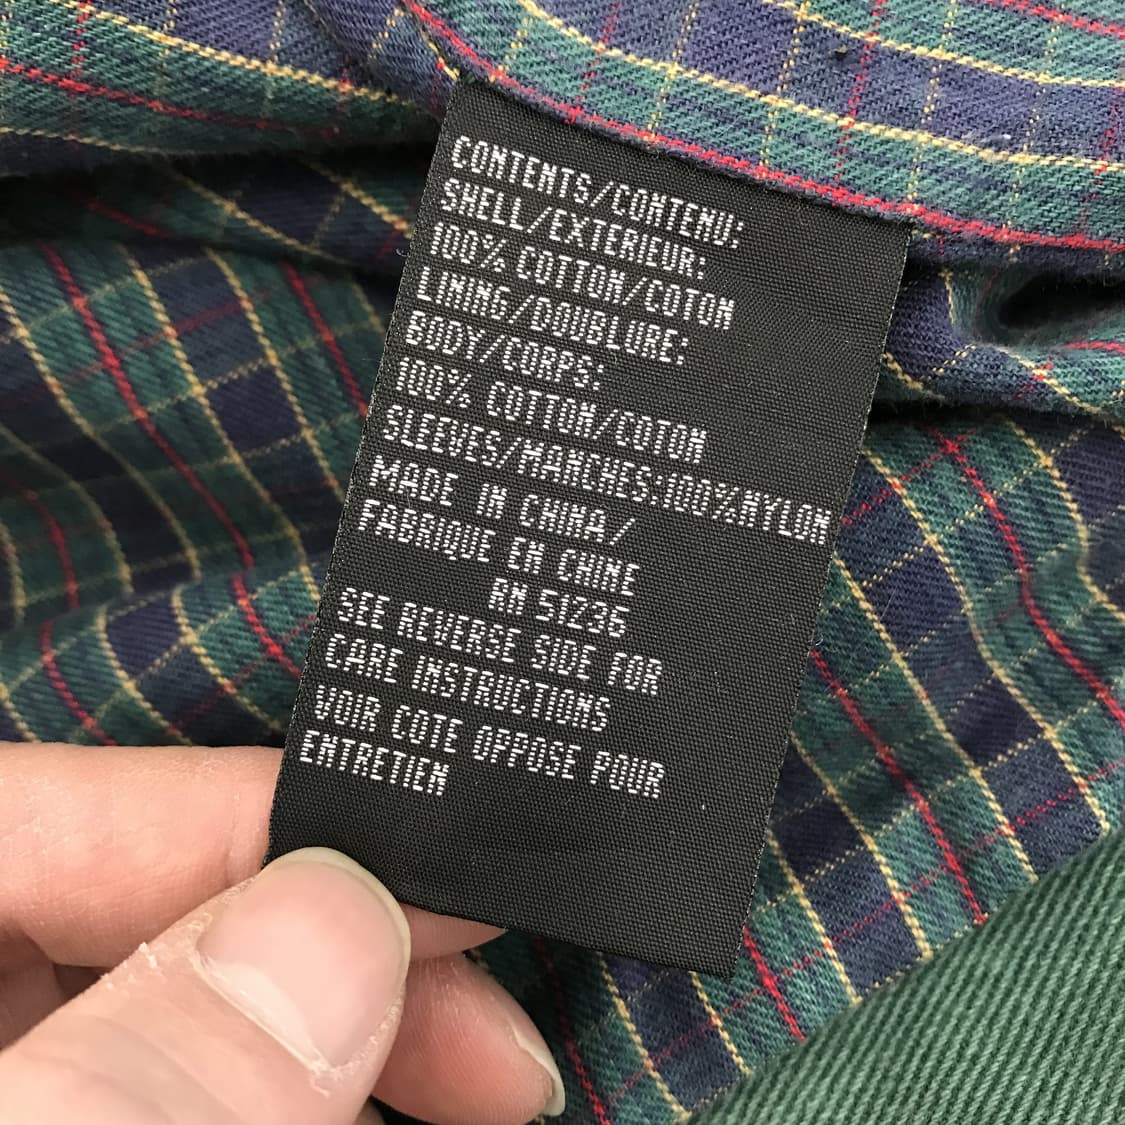 CONTENTS/CONTENU:
SHELL/EXTERIEUR:
100% COTTON/COTON
LINING/DOUBLURE:
BODY/CORPS:
100% COTTON/COTON
SLEEVES/MANCHES:100%NYLON
MADE IN CHINA/
FABRIQUE EN CHINE
RN 51236
SEE REVERSE SIDE FOR
CARE INSTRUCTIONS
VOIR COTE OPPOSE POUR
ENTRETIEN